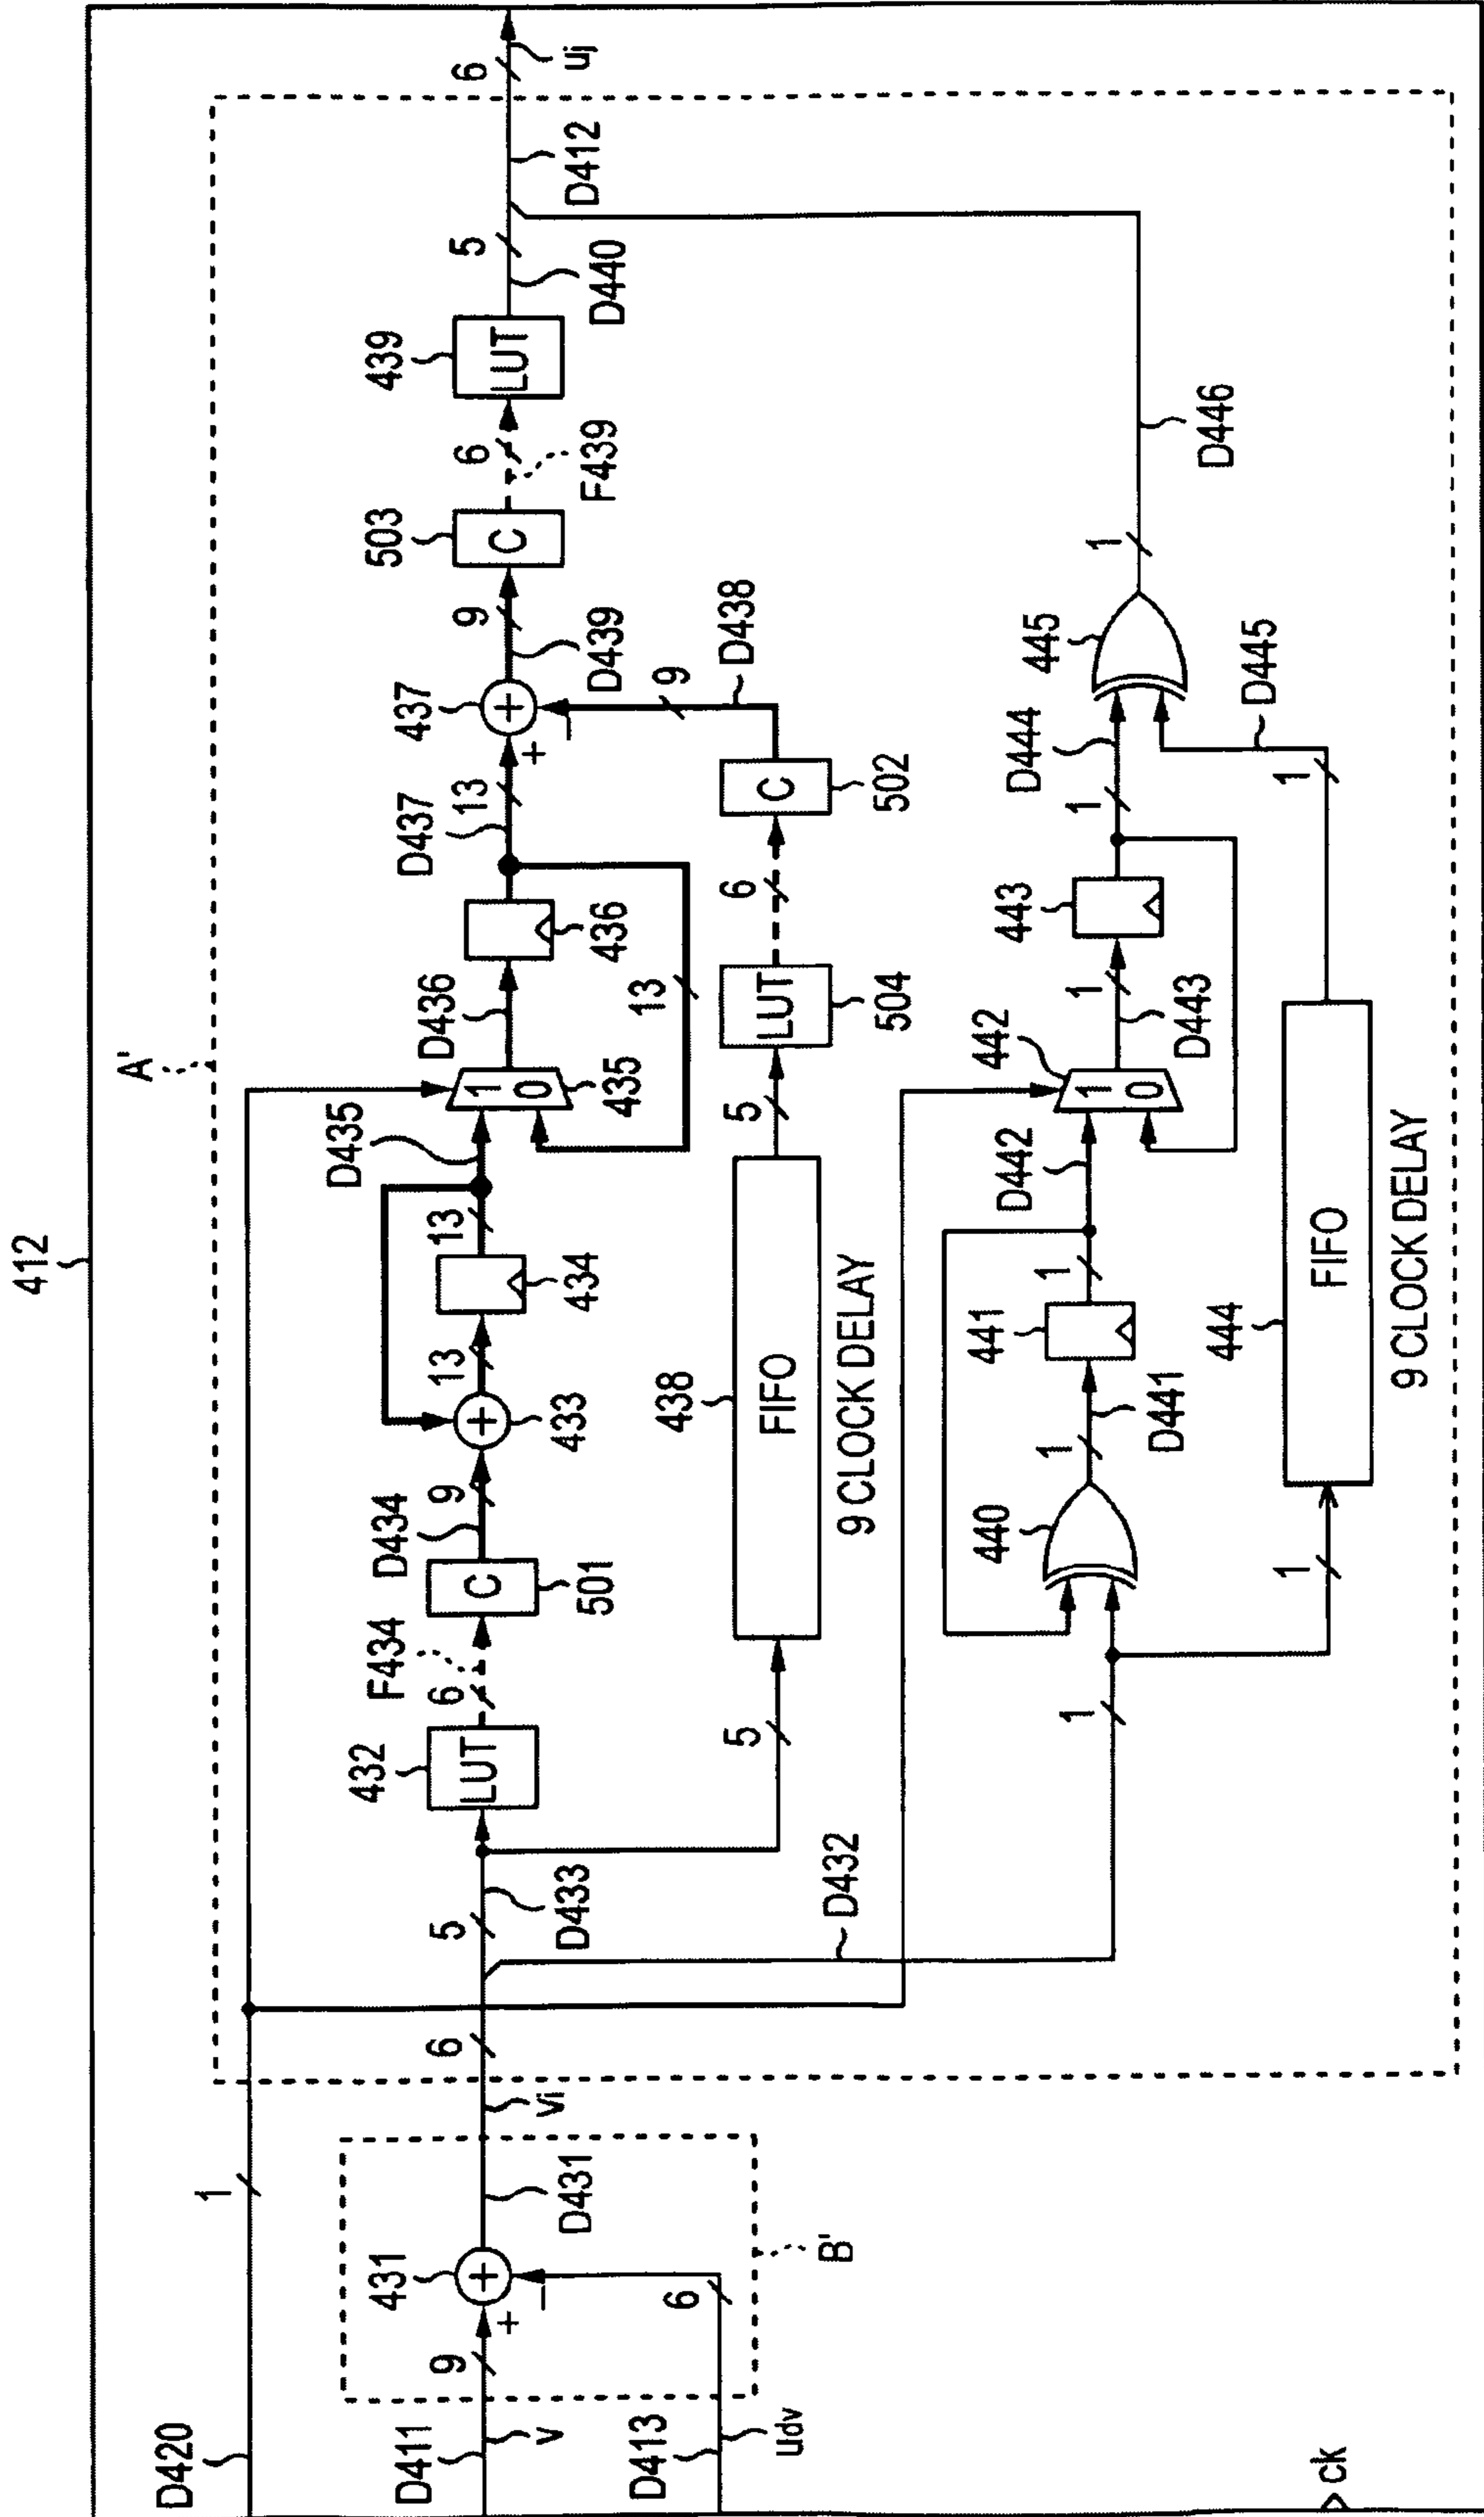 412
A'
D420
1
D411
v
9
+
−
431
D413
udv
6
D431
B'
vi
6
5
D433
D432
432
LUT
6
F434
C
501
D434
9
+
433
13
434
13
D435
1
0
435
D436
436
13
D437
13
+
−
437
+
D439
9
503
C
6
F439
439
LUT
D440
5
D412
6
uj
5
438
FIFO
9 CLOCK DELAY
5
LUT
504
6
C
502
9
D438
1
440
1
D441
441
1
D442
442
1
0
D443
1
443
1
D444
445
1
D446
1
444
FIFO
9 CLOCK DELAY
1
D445
ck